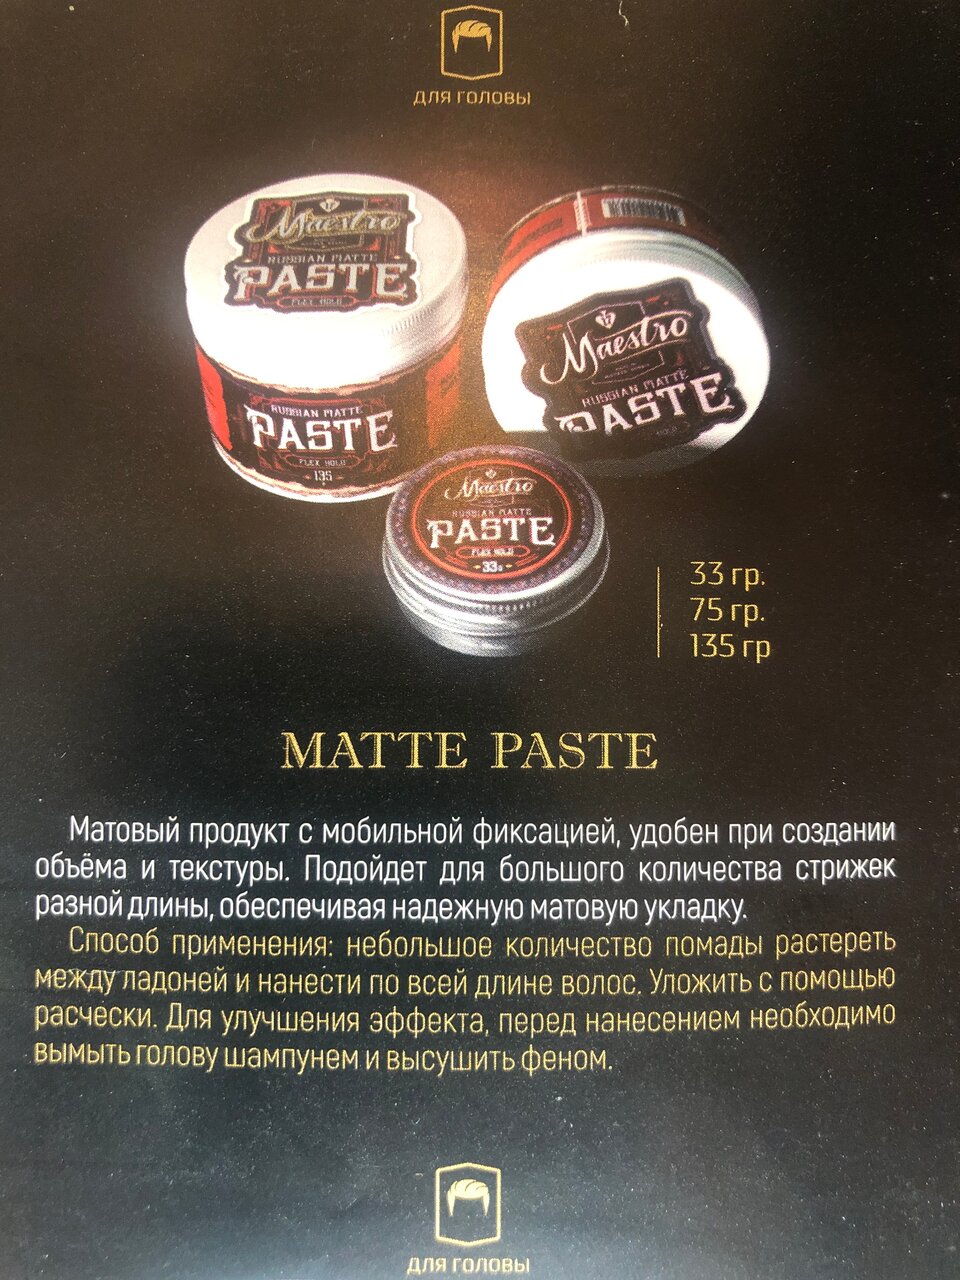 ДЛЯ ГОЛОВЫ
Maestro
RUSSIAN MATTE
PASTE
FLEX HOLD
RUSSIAN MATTE
PASTE
FLEX HOLD
135
Maestro
RUSSIAN MATTE
PASTE
HOLD
Maestro
RUSSIAN MATTE
PASTE
FLEX HOLD
33g
33 гр.
75 гр.
135 гр
MATTE PASTE
Матовый продукт с мобильной фиксацией, удобен при создании
объёма и текстуры. Подойдет для большого количества стрижек
разной длины, обеспечивая надежную матовую укладку.
Способ применения: небольшое количество помады растереть
между ладоней и нанести по всей длине волос. Уложить с помощью
расчески. Для улучшения эффекта, перед нанесением необходимо
вымыть голову шампунем и высушить феном.
ДЛЯ ГОЛОВЫ